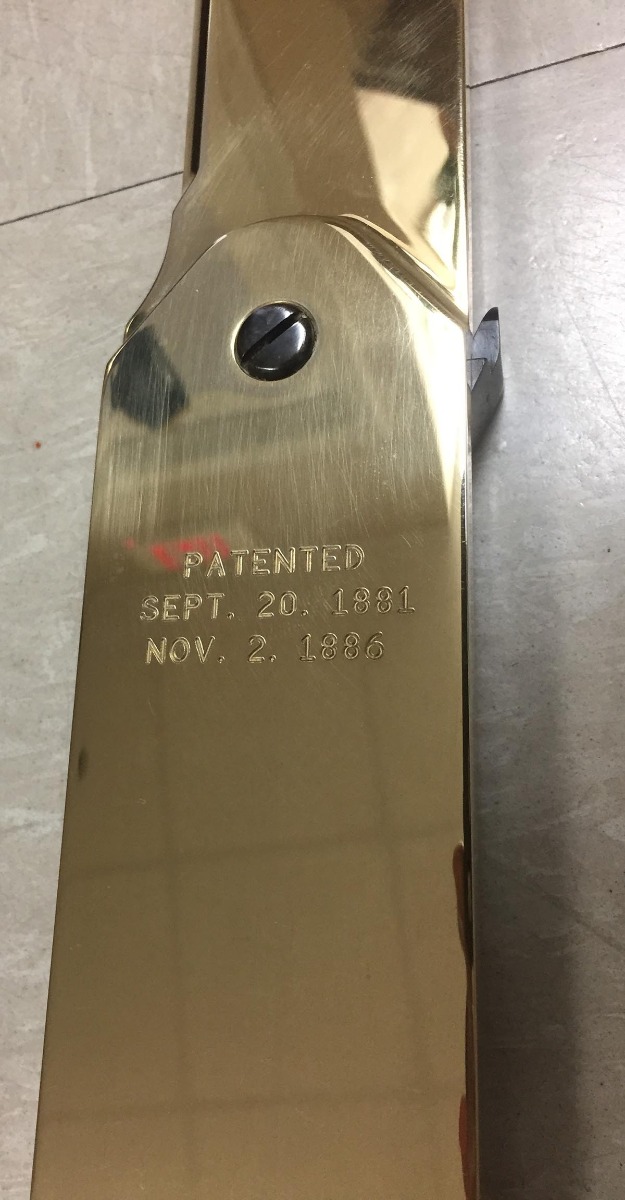 PATENTED
SEPT. 20. 1881
NOV. 2. 1886